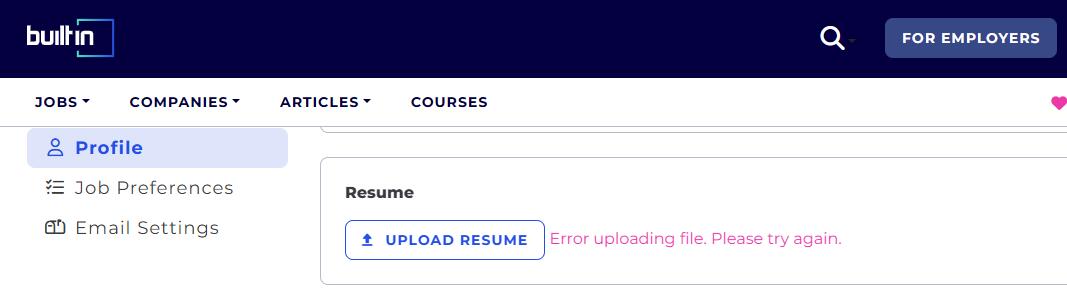 builtin
FOR EMPLOYERS
JOBS COMPANIES ARTICLES COURSES
Profile
Job Preferences
Email Settings
Resume
UPLOAD RESUME Error uploading file. Please try again.